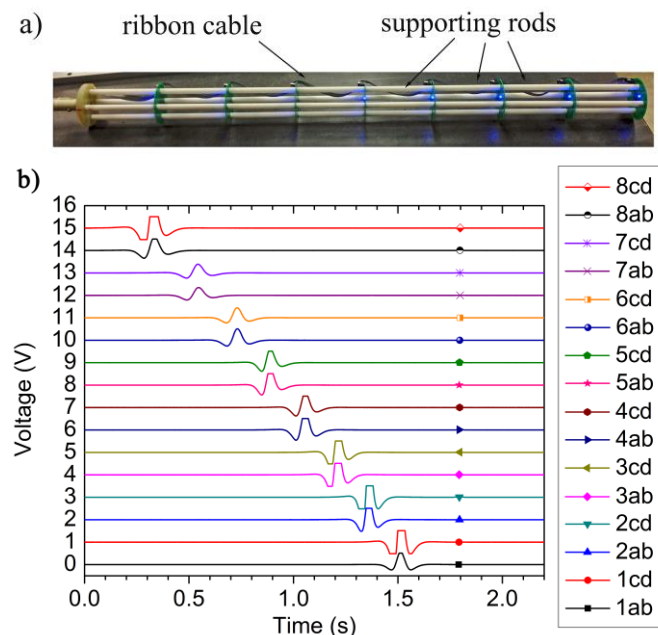 a)
ribbon cable
supporting rods
b)
Voltage (V)
16
15
14
13
12
11
10
9
8
7
6
5
4
3
2
1
0
0.0
0.5
1.0
1.5
2.0
Time (s)
8cd
8ab
7cd
7ab
6cd
6ab
5cd
5ab
4cd
4ab
3cd
3ab
2cd
2ab
1cd
1ab